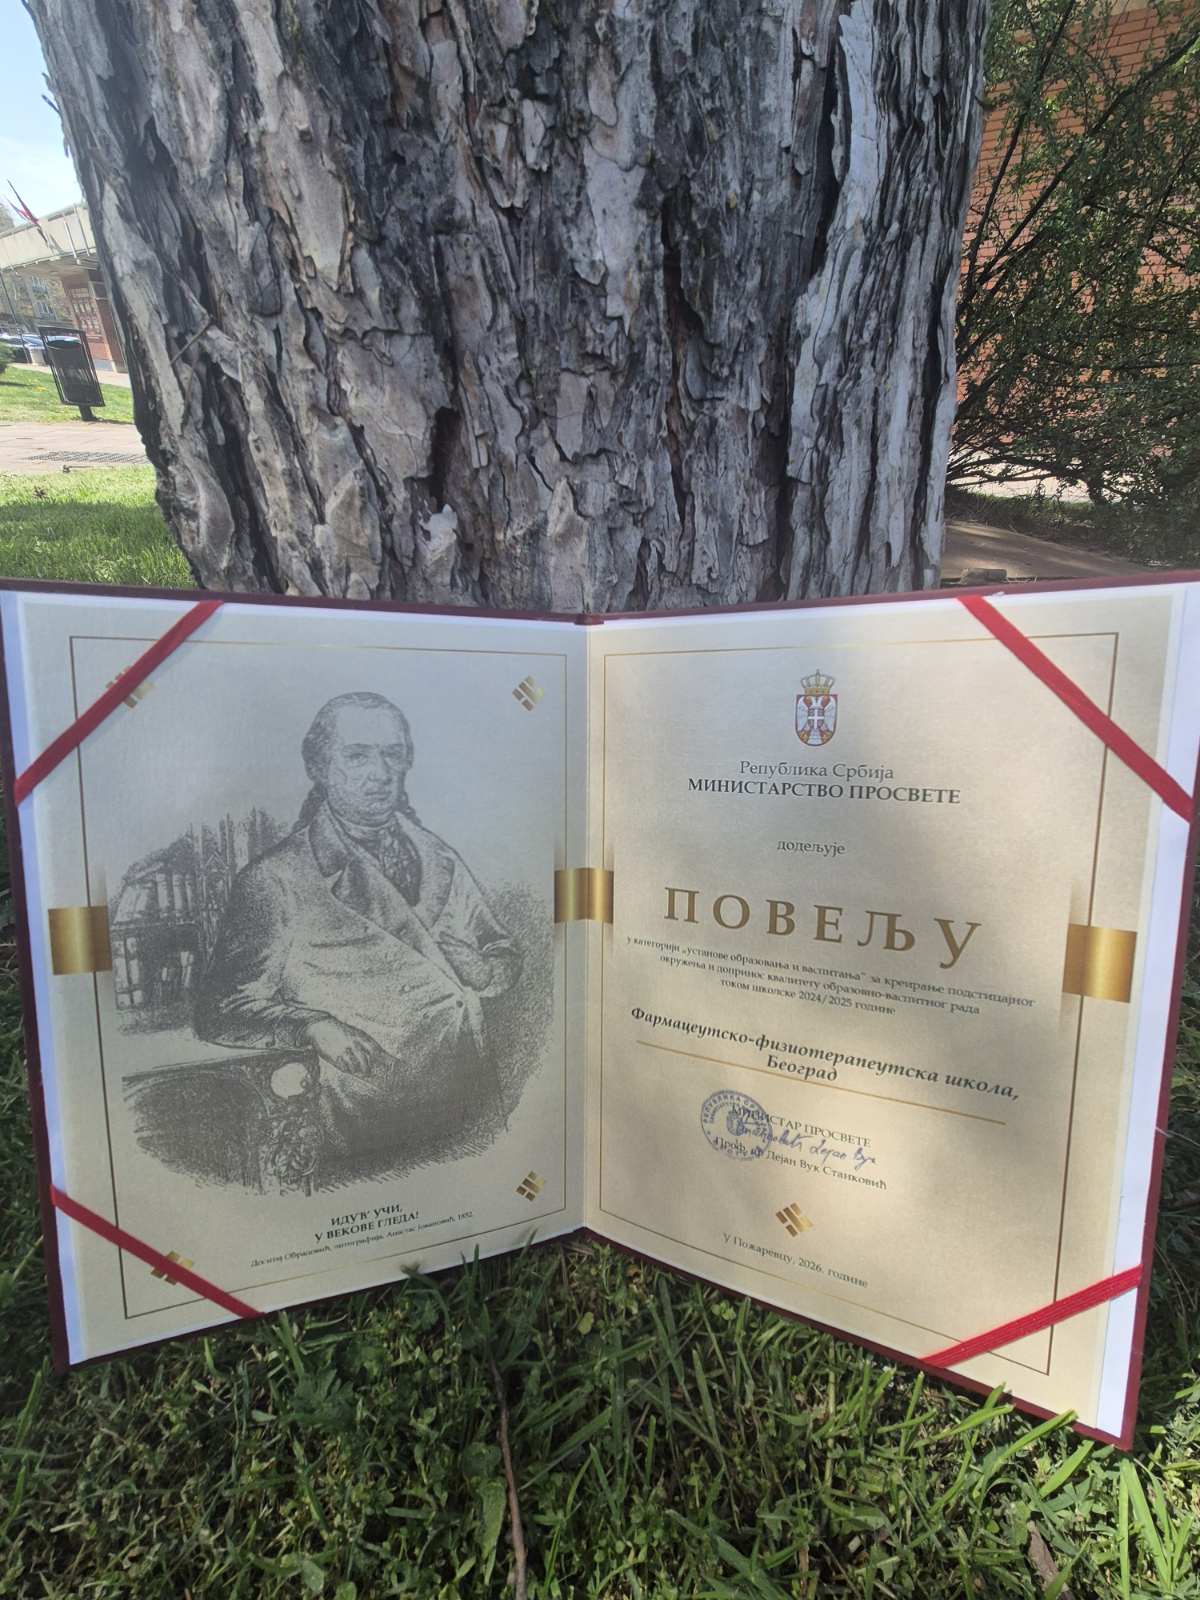 ИДУЋ' УЧИ,
У ВЕКОВЕ ГЛЕДА!
Доситеј Обрадовић, литографија, Анастас Јовановић, 1852.
Република Србија
МИНИСТАРСТВО ПРОСВЕТЕ
додељује
ПОВЕЉУ
у категорији „установе образовања и васпитања“ за креирање подстицајног
окружења и допринос квалитету образовно-васпитног рада
током школске 2024/2025 године
Фармацеутско-физиотерапеутска школа,
Београд
МИНИСТАР ПРОСВЕТЕ
Проф. др Дејан Вук Станковић
У Пожаревцу, 2026. године